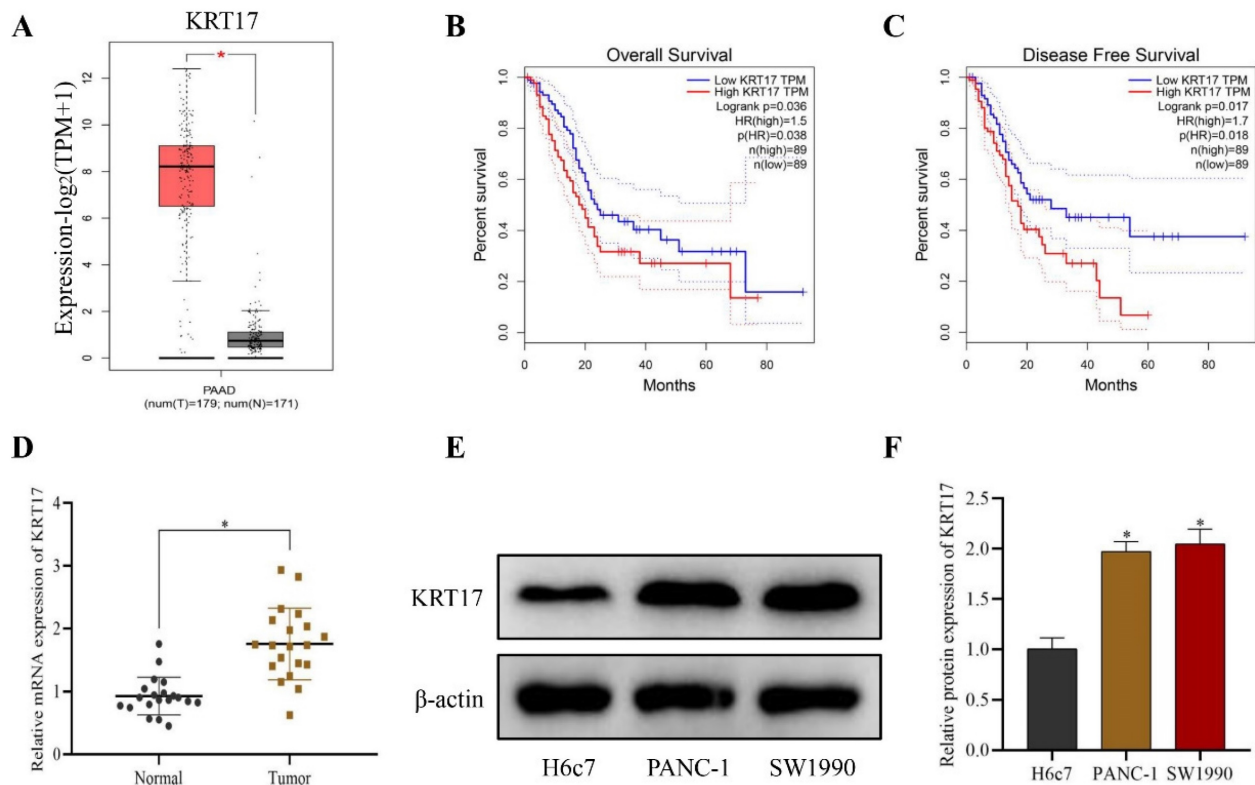 A
KRT17
*
Expression-log2(TPM+1)
12
10
8
6
4
2
0
PAAD
(num(T)=179; num(N)=171)
B
Overall Survival
Low KRT17 TPM
High KRT17 TPM
Logrank p=0.036
HR(high)=1.5
p(HR)=0.038
n(high)=89
n(low)=89
Percent survival
1.0
0.8
0.6
0.4
0.2
0.0
0 20 40 60 80
Months
C
Disease Free Survival
Low KRT17 TPM
High KRT17 TPM
Logrank p=0.017
HR(high)=1.7
p(HR)=0.018
n(high)=89
n(low)=89
Percent survival
1.0
0.8
0.6
0.4
0.2
0.0
0 20 40 60 80
Months
D
Relative mRNA expression of KRT17
4
3
2
1
0
*
Normal Tumor
E
KRT17
β-actin
H6c7 PANC-1 SW1990
F
Relative protein expression of KRT17
2.5
2.0
1.5
1.0
0.5
0.0
* *
H6c7 PANC-1 SW1990